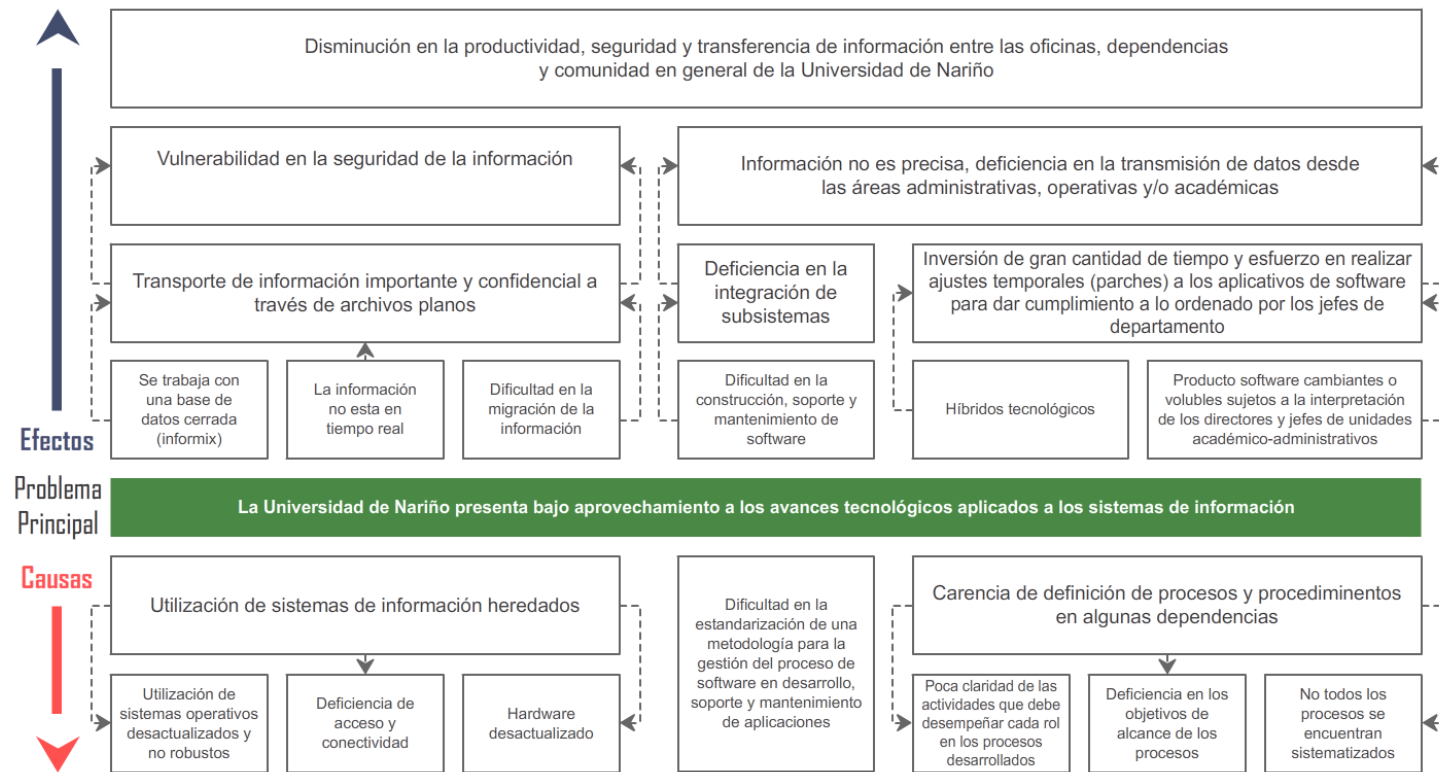 Disminución en la productividad, seguridad y transferencia de información entre las oficinas, dependencias
y comunidad en general de la Universidad de Nariño
Vulnerabilidad en la seguridad de la información
Información no es precisa, deficiencia en la transmisión de datos desde
las áreas administrativas, operativas y/o académicas
Transporte de información importante y confidencial a
través de archivos planos
Deficiencia en la
integración de
subsistemas
Inversión de gran cantidad de tiempo y esfuerzo en realizar
ajustes temporales (parches) a los aplicativos de software
para dar cumplimiento a lo ordenado por los jefes de
departamento
Se trabaja con
una base de
datos cerrada
(informix)
La información
no esta en
tiempo real
Dificultad en la
migración de la
información
Dificultad en la
construcción, soporte y
mantenimiento de
software
Híbridos tecnológicos
Producto software cambiantes o
volubles sujetos a la interpretación
de los directores y jefes de unidades
académico-administrativos
Efectos
Problema
Principal
La Universidad de Nariño presenta bajo aprovechamiento a los avances tecnológicos aplicados a los sistemas de información
Causas
Utilización de sistemas de información heredados
Dificultad en la
estandarización de una
metodología para la
gestión del proceso de
software en desarrollo,
soporte y mantenimiento
de aplicaciones
Carencia de definición de procesos y procediminentos
en algunas dependencias
Utilización de
sistemas operativos
desactualizados y
no robustos
Deficiencia de
acceso y
conectividad
Hardware
desactualizado
Poca claridad de las
actividades que debe
desempeñar cada rol
en los procesos
desarrollados
Deficiencia en los
objetivos de
alcance de los
procesos
No todos los
procesos se
encuentran
sistematizados